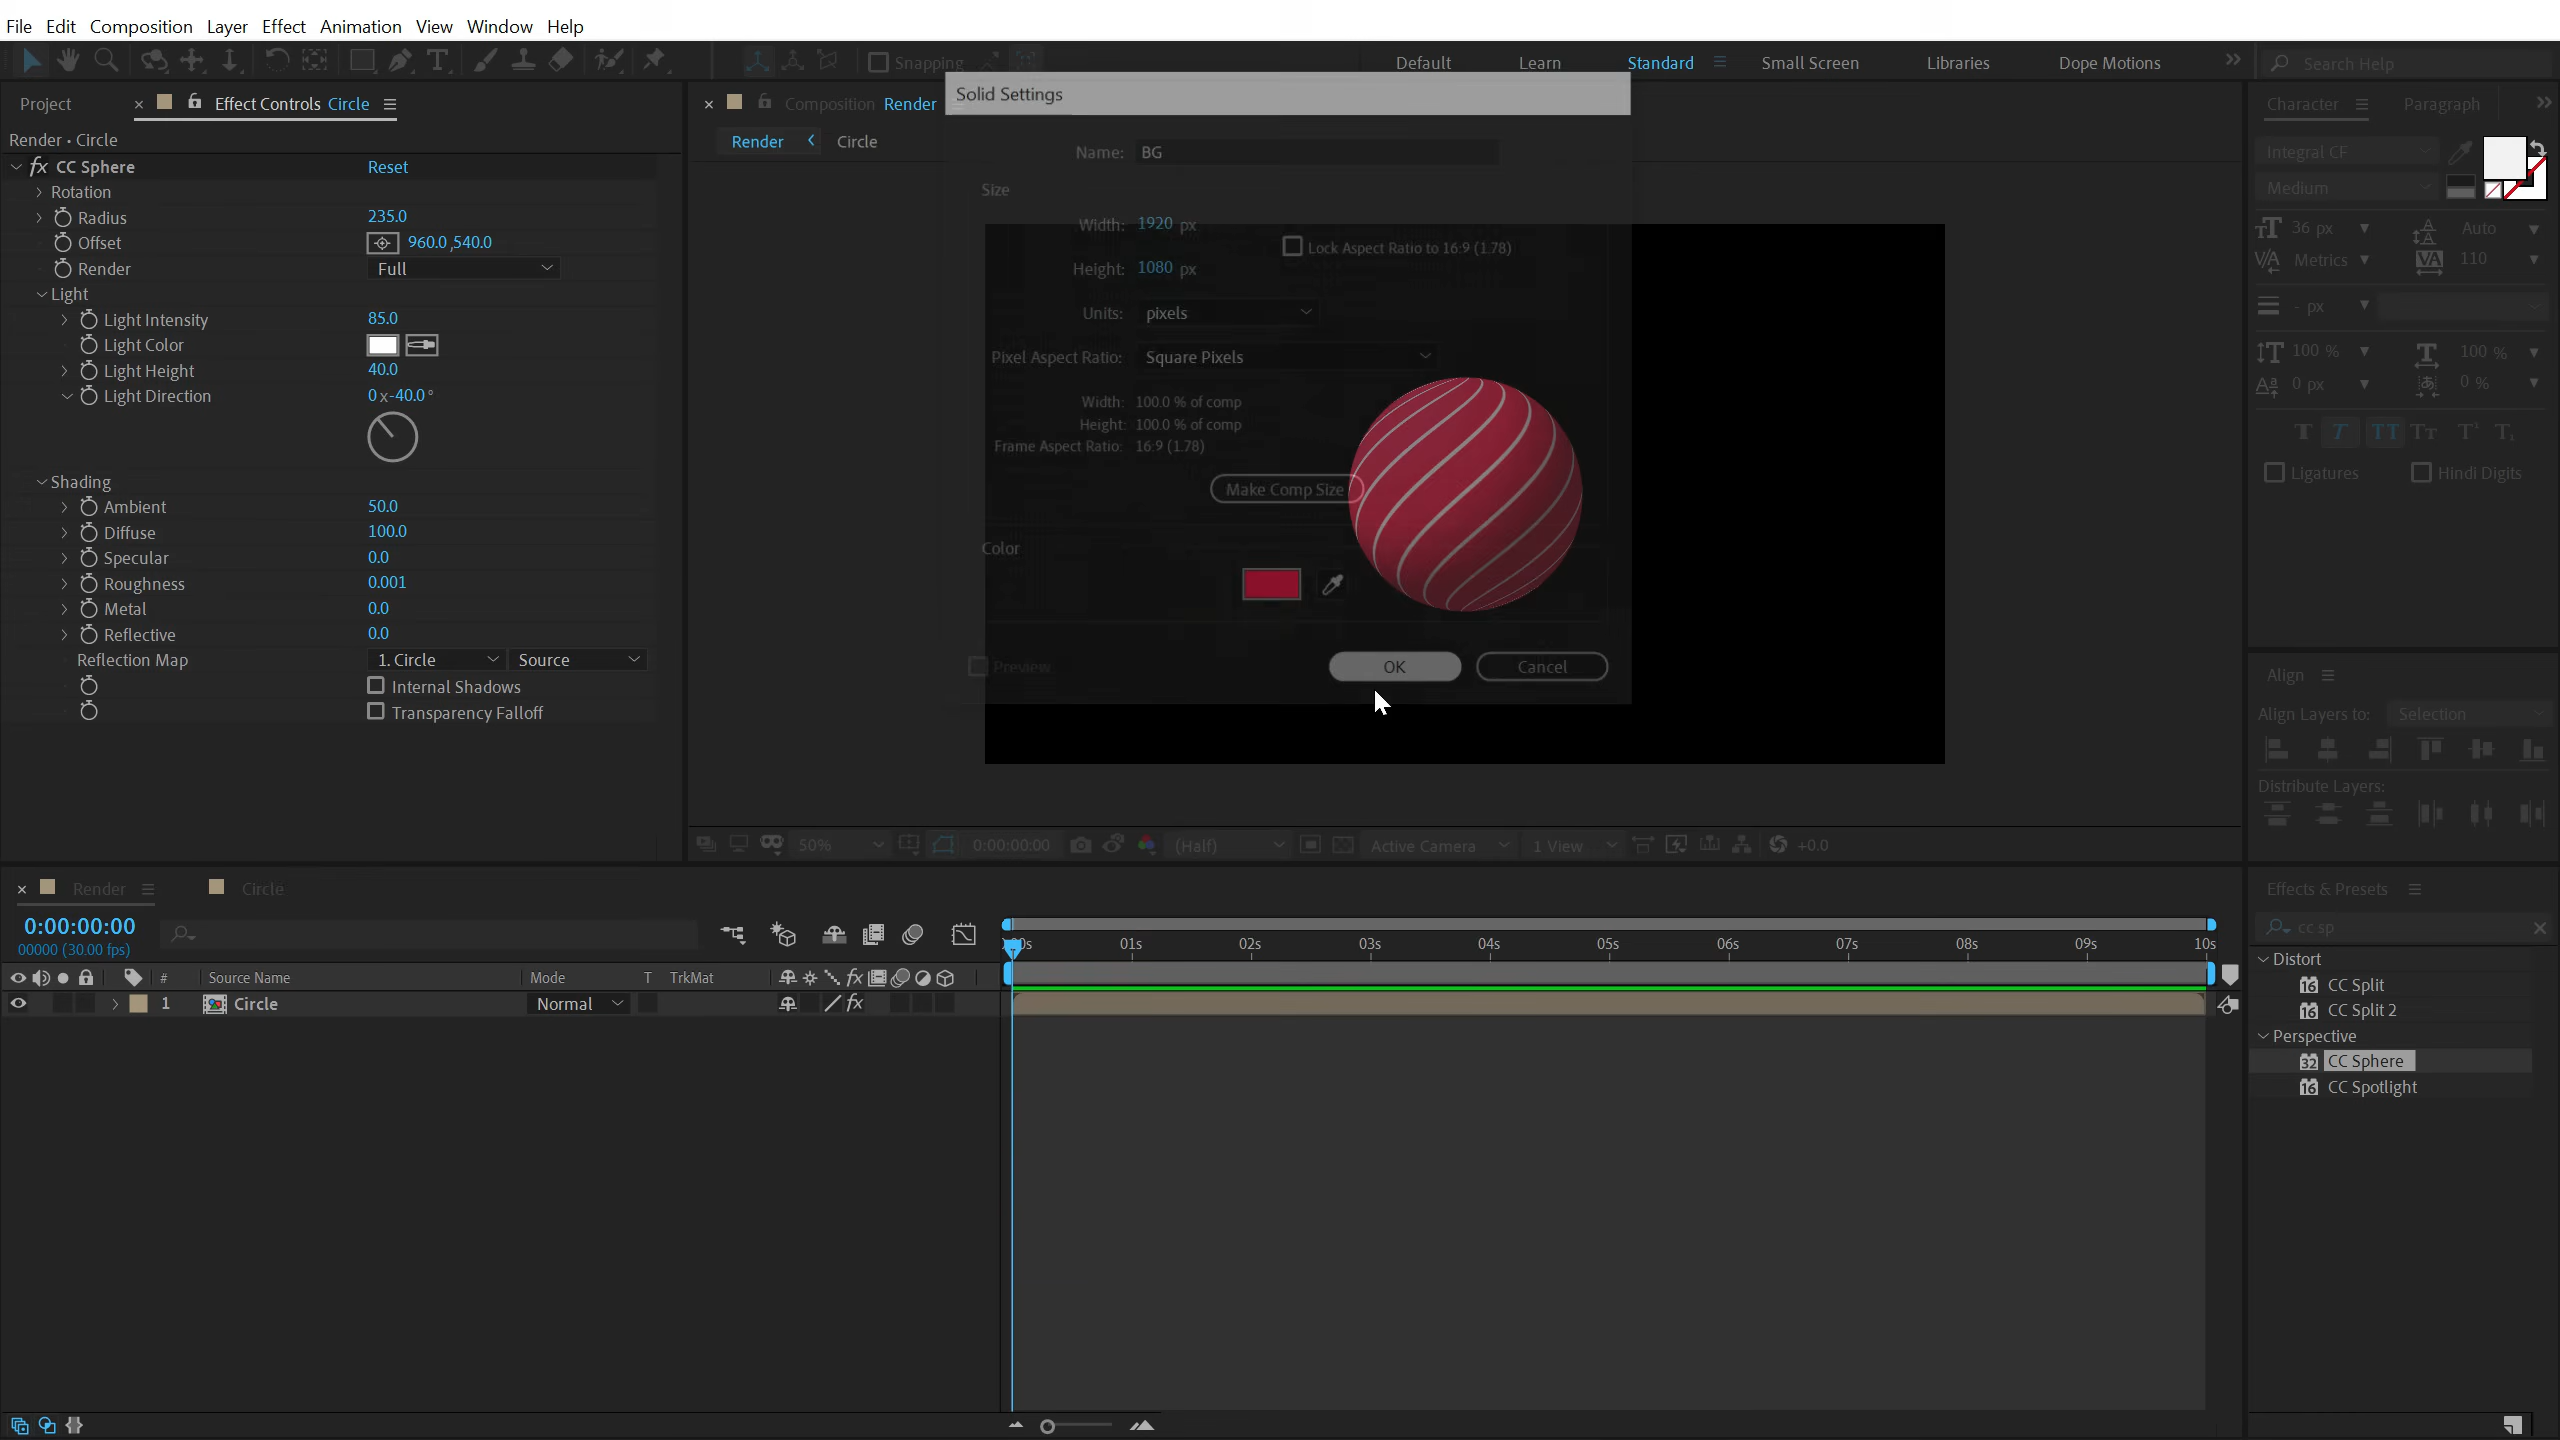 File Edit Composition Layer Effect Animation View Window Help
Snapping
Default Learn Standard Small Screen Libraries Dope Motions
Search Help
Project Effect Controls Circle
Render • Circle
fx CC Sphere Reset
Rotation
Radius 235.0
Offset 960.0,540.0
Render Full
Light
Light Intensity 85.0
Light Color
Light Height 40.0
Light Direction 0x-40.0°
Shading
Ambient 50.0
Diffuse 100.0
Specular 0.0
Roughness 0.001
Metal 0.0
Reflective 0.0
Reflection Map 1. Circle Source
Internal Shadows
Transparency Falloff
Composition Render
Render Circle
Solid Settings
Name: BG
Size
Width: 1920 px
Lock Aspect Ratio to 16:9 (1.78)
Height: 1080 px
Units: pixels
Pixel Aspect Ratio: Square Pixels
Width: 100.0 % of comp
Height: 100.0 % of comp
Frame Aspect Ratio: 16:9 (1.78)
Make Comp Size
Color
Preview
OK Cancel
50% 0:00:00:00 (Half) Active Camera 1 View +0.0
Character Paragraph
Integral CF
Medium
36 px Auto
Metrics 110
- px
100 % 100 %
0 px 0 %
Ligatures Hindi Digits
Align
Align Layers to: Selection
Distribute Layers:
Render Circle
0:00:00:00
00000 (30.00 fps)
# Source Name Mode T TrkMat
1 Circle Normal
01s 02s 03s 04s 05s 06s 07s 08s 09s 10s
Effects & Presets
cc sp
Distort
CC Split
CC Split 2
Perspective
CC Sphere
CC Spotlight